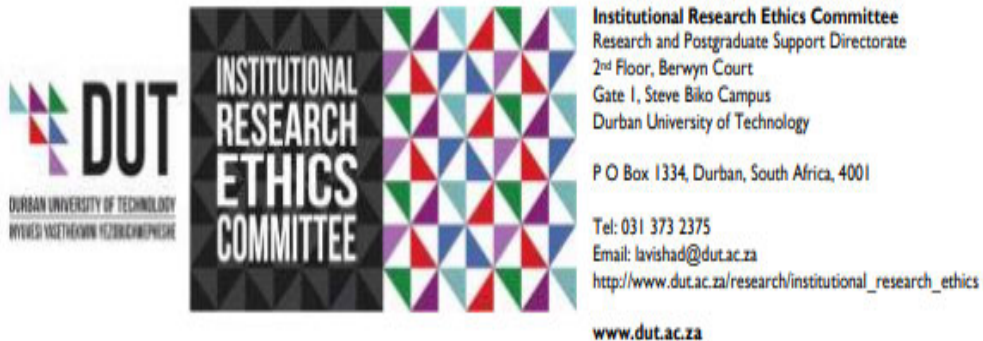 DUT
DURBAN UNIVERSITY OF TECHNOLOGY
INYUVESI YASETHEKWINI YEZOBUCHWEPHESHE
INSTITUTIONAL
RESEARCH
ETHICS
COMMITTEE
Institutional Research Ethics Committee
Research and Postgraduate Support Directorate
2nd Floor, Berwyn Court
Gate 1, Steve Biko Campus
Durban University of Technology
P O Box 1334, Durban, South Africa, 4001
Tel: 031 373 2375
Email: lavishad@dut.ac.za
http://www.dut.ac.za/research/institutional_research_ethics
www.dut.ac.za